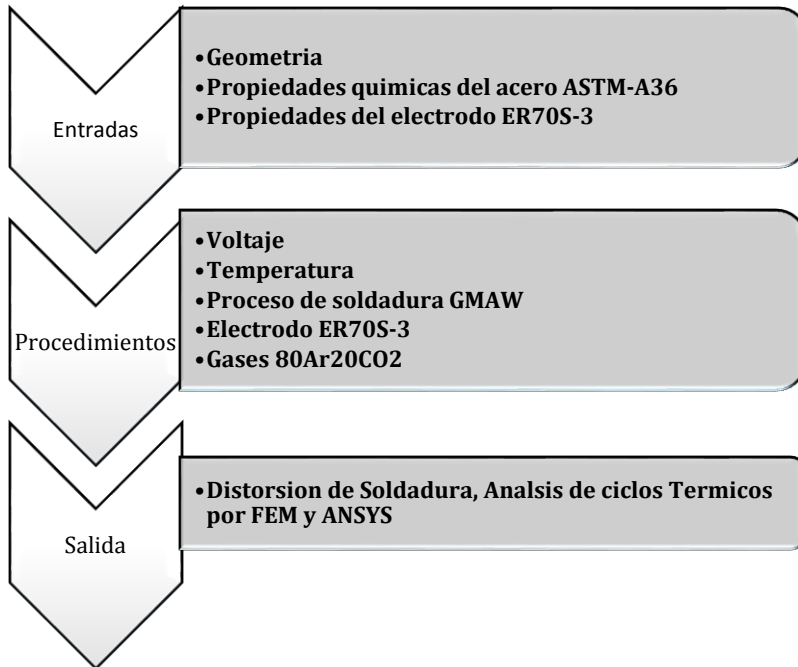 Entradas
•Geometria
•Propiedades quimicas del acero ASTM-A36
•Propiedades del electrodo ER70S-3
Procedimientos
•Voltaje
•Temperatura
•Proceso de soldadura GMAW
•Electrodo ER70S-3
•Gases 80Ar20CO2
Salida
•Distorsion de Soldadura, Analsis de ciclos Termicos
por FEM y ANSYS